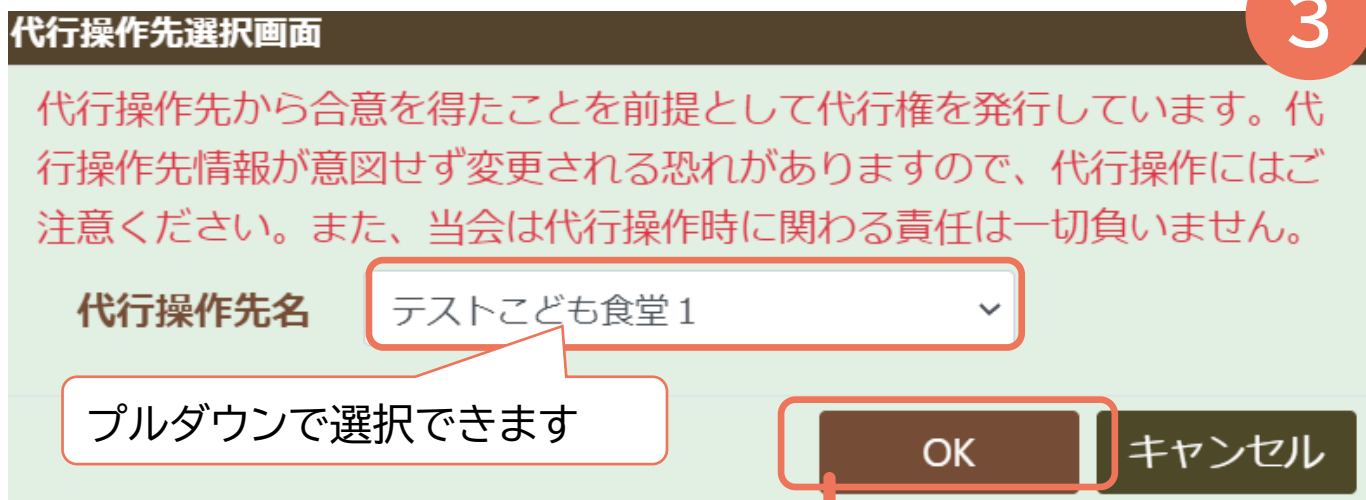 代行操作先選択画面
3
代行操作先から合意を得たことを前提として代行権を発行しています。代
行操作先情報が意図せず変更される恐れがありますので、代行操作にはご
注意ください。また、当会は代行操作時に関わる責任は一切負いません。
代行操作先名
テストこども食堂１
プルダウンで選択できます
OK
キャンセル